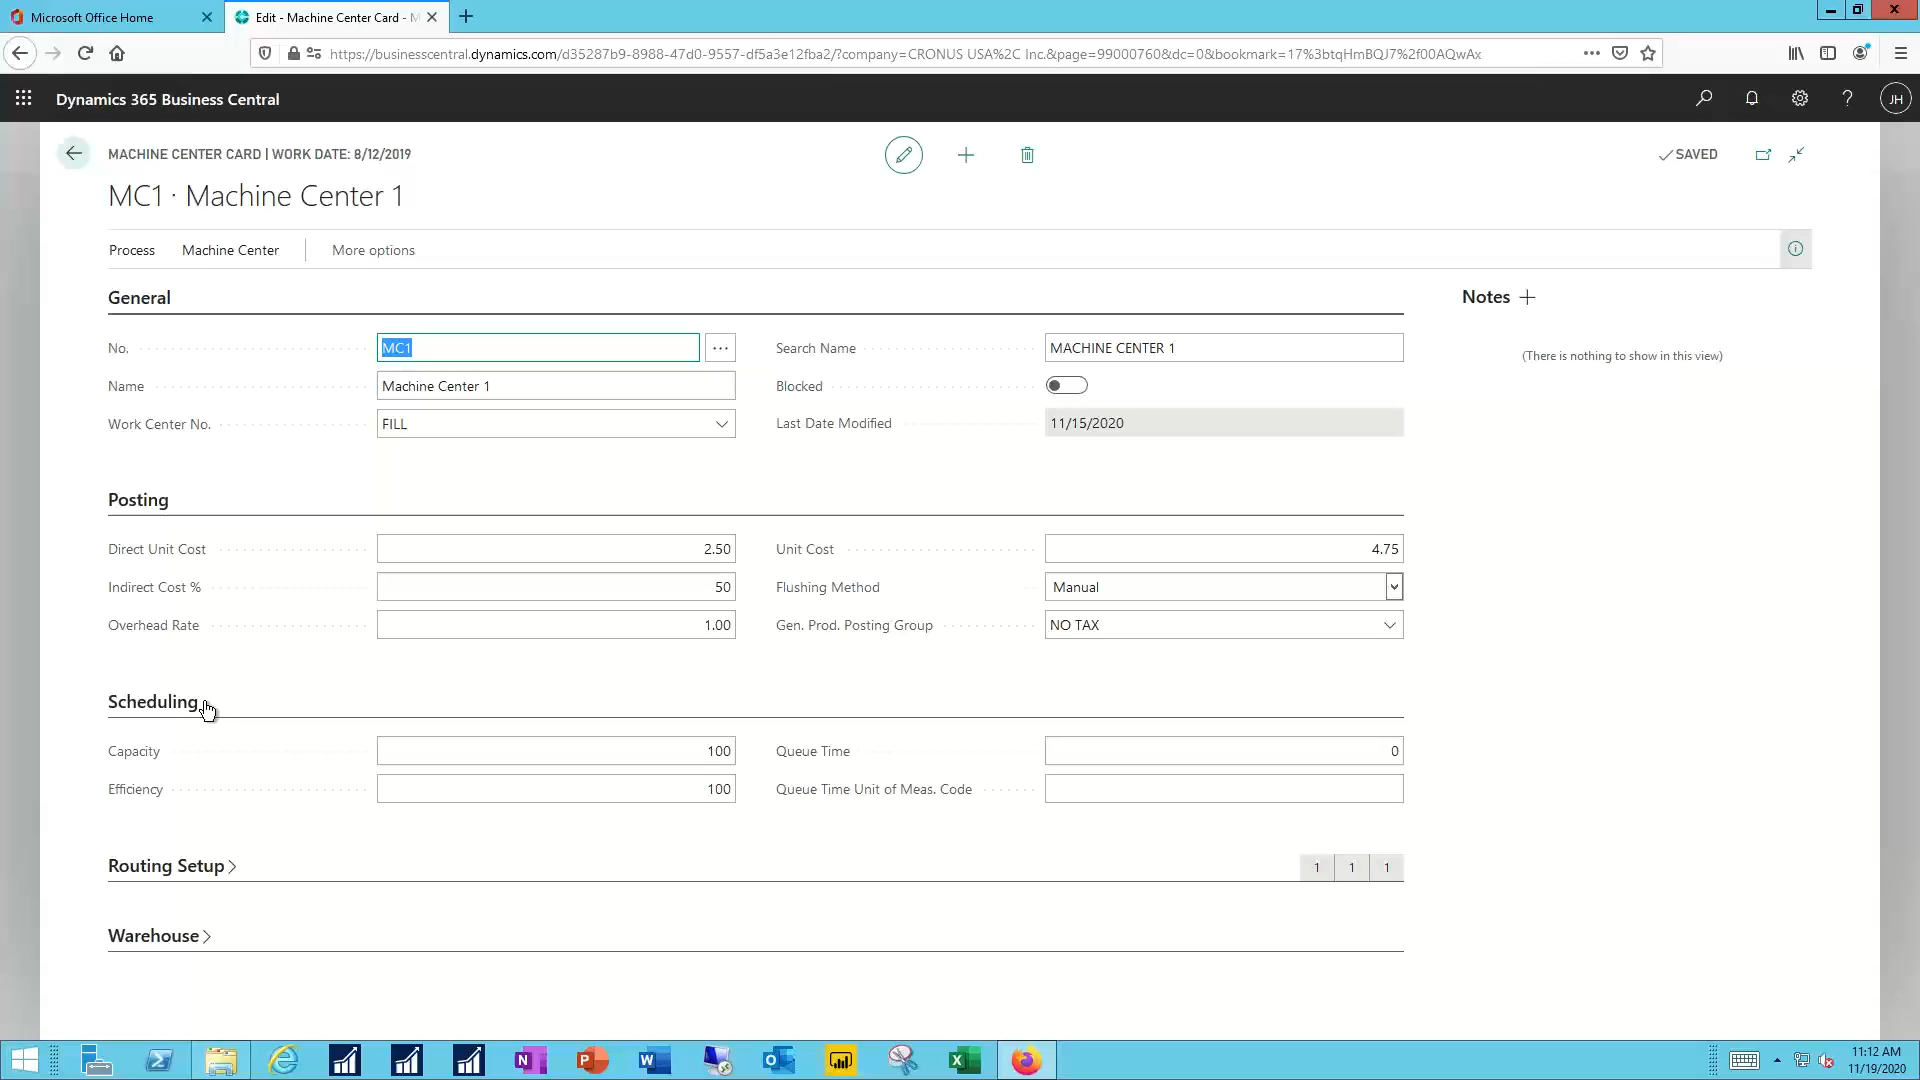 Microsoft Office Home
Edit - Machine Center Card - M
https://businesscentral.dynamics.com/d35287b9-8988-47d0-9557-df5a3e12fba2/?company=CRONUS USA%2C Inc.&page=99000760&dc=0&bookmark=17%3btqHmBQJ7%2f00AQwAx
Dynamics 365 Business Central
JH
MACHINE CENTER CARD | WORK DATE: 8/12/2019
SAVED
MC1 · Machine Center 1
Process Machine Center More options
General
Notes
No. MC1 Search Name MACHINE CENTER 1
(There is nothing to show in this view)
Name Machine Center 1 Blocked
Work Center No. FILL Last Date Modified 11/15/2020
Posting
Direct Unit Cost 2.50 Unit Cost 4.75
Indirect Cost % 50 Flushing Method Manual
Overhead Rate 1.00 Gen. Prod. Posting Group NO TAX
Scheduling
Capacity 100 Queue Time 0
Efficiency 100 Queue Time Unit of Meas. Code
Routing Setup 1 1 1
Warehouse
11:12 AM
11/19/2020